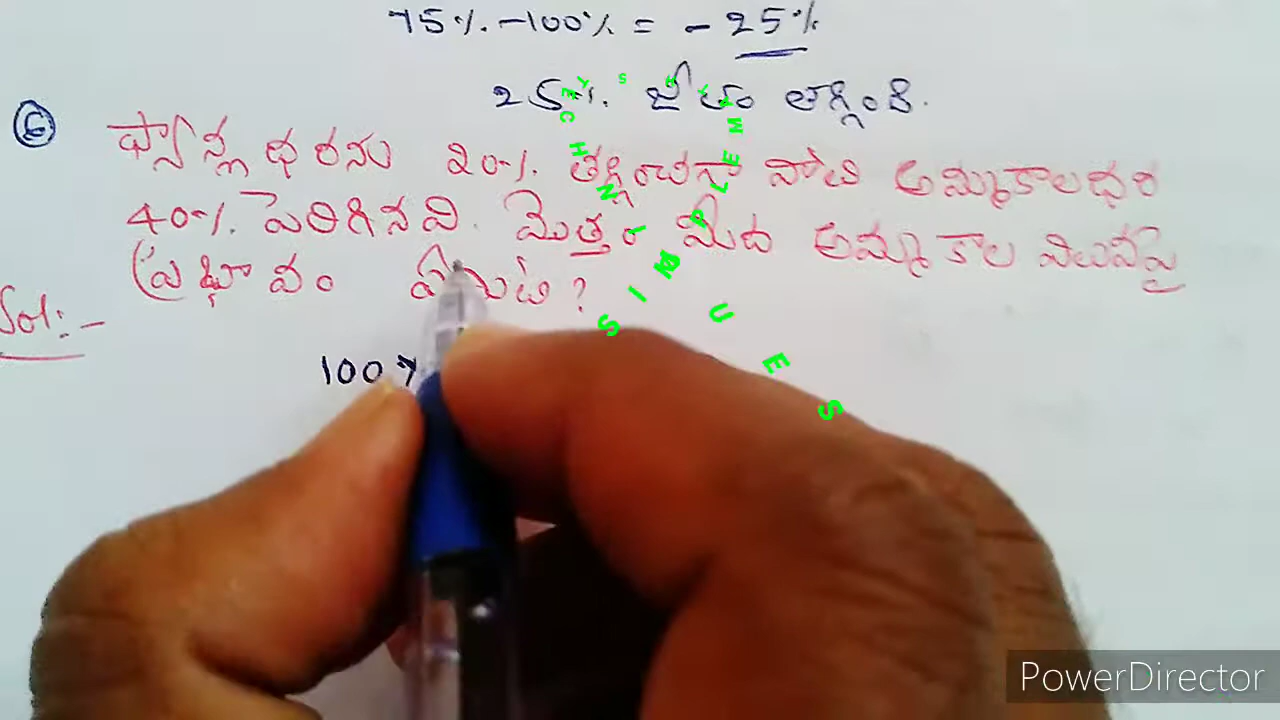 75% - 100% = - 25%
25% జీతం తగ్గింది.
6 ఫ్యాన్ల ధరను 20% తగ్గించగా వాటి అమ్మకాలధర
40% పెరిగినవి. మొత్తం మీద అమ్మకాల విలువపై
ప్రభావం ఏమిటి ?
Sol:-
100%
PowerDirector